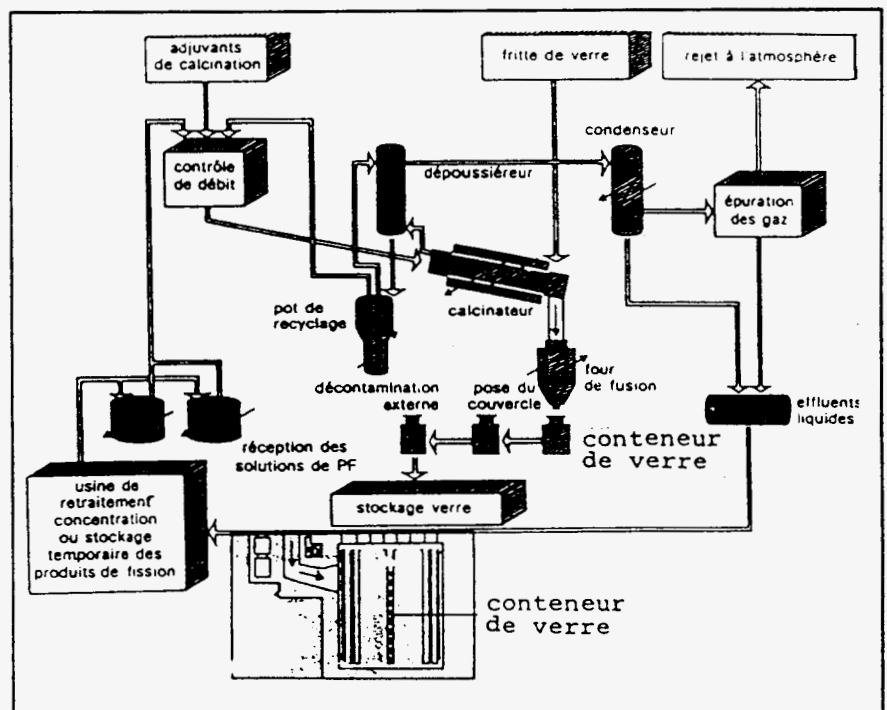 adjuvants
de calcination
fritte de verre
rejet à l'atmosphère
condenseur
contrôle
de débit
dépoussiéreur
épuration
des gaz
pot de
recyclage
calcinateur
décontamination
externe
pose du
couvercle
four
de fusion
effluents
liquides
réception des
solutions de PF
conteneur
de verre
usine de
retraitement
concentration
ou stockage
temporaire des
produits de fission
stockage verre
conteneur
de verre